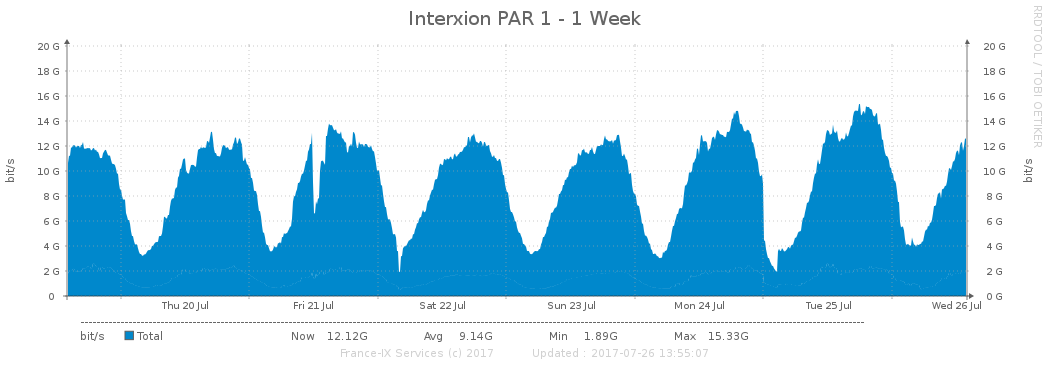 Interxion PAR 1 - 1 Week
RRDTOOL / TOBI OETIKER
bit/s
20 G
18 G
16 G
14 G
12 G
10 G
8 G
6 G
4 G
2 G
0
20 G
18 G
16 G
14 G
12 G
10 G
8 G
6 G
4 G
2 G
0 G
bit/s
Thu 20 Jul Fri 21 Jul Sat 22 Jul Sun 23 Jul Mon 24 Jul Tue 25 Jul Wed 26 Jul
bit/s Total Now 12.12G Avg 9.14G Min 1.89G Max 15.33G
France-IX Services (c) 2017 Updated : 2017-07-26 13:55:07